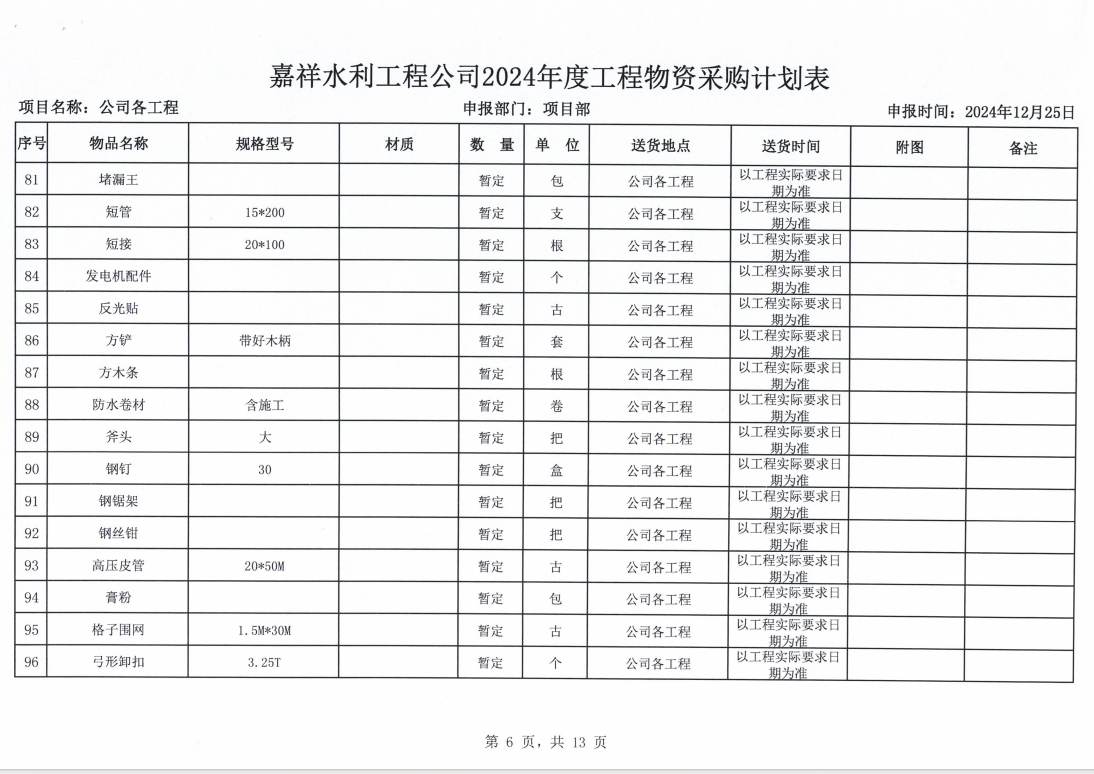 嘉祥水利工程公司2024年度工程物资采购计划表
项目名称：公司各工程 申报部门：项目部 申报时间：2024年12月25日
序号 物品名称 规格型号 材质 数 量 单 位 送货地点 送货时间 附图 备注
81 堵漏王 暂定 包 公司各工程 以工程实际要求日期为准
82 短管 15*200 暂定 支 公司各工程 以工程实际要求日期为准
83 短接 20*100 暂定 根 公司各工程 以工程实际要求日期为准
84 发电机配件 暂定 个 公司各工程 以工程实际要求日期为准
85 反光贴 暂定 古 公司各工程 以工程实际要求日期为准
86 方铲 带好木柄 暂定 套 公司各工程 以工程实际要求日期为准
87 方木条 暂定 根 公司各工程 以工程实际要求日期为准
88 防水卷材 含施工 暂定 卷 公司各工程 以工程实际要求日期为准
89 斧头 大 暂定 把 公司各工程 以工程实际要求日期为准
90 钢钉 30 暂定 盒 公司各工程 以工程实际要求日期为准
91 钢锯架 暂定 把 公司各工程 以工程实际要求日期为准
92 钢丝钳 暂定 把 公司各工程 以工程实际要求日期为准
93 高压皮管 20*50M 暂定 古 公司各工程 以工程实际要求日期为准
94 膏粉 暂定 包 公司各工程 以工程实际要求日期为准
95 格子围网 1.5M*30M 暂定 古 公司各工程 以工程实际要求日期为准
96 弓形卸扣 3.25T 暂定 个 公司各工程 以工程实际要求日期为准
第 6 页，共 13 页